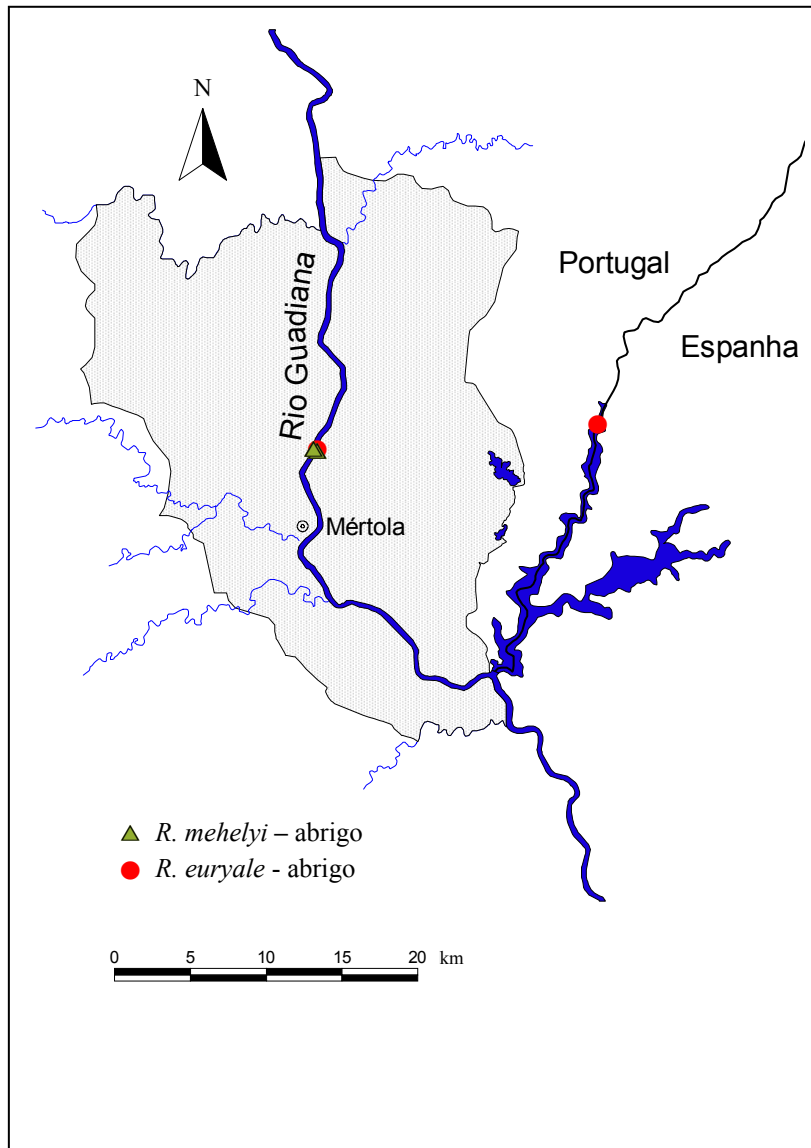 N
Portugal
Espanha
Rio Guadiana
Mértola
R. mehelyi – abrigo
R. euryale - abrigo
0 5 10 15 20 km